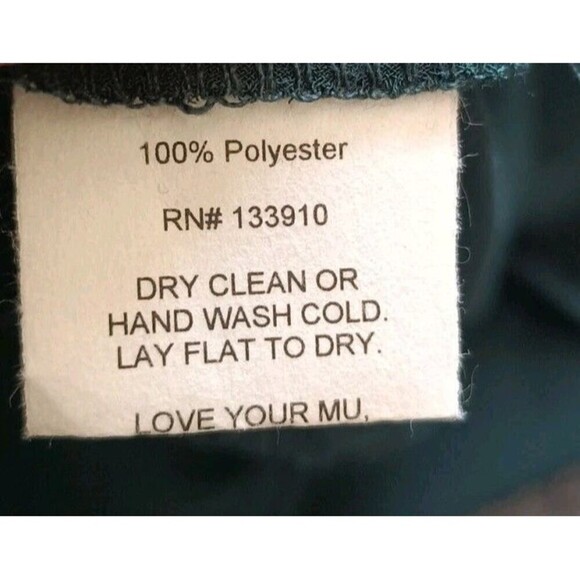 100% Polyester
RN# 133910
DRY CLEAN OR
HAND WASH COLD.
LAY FLAT TO DRY.
LOVE YOUR MU,